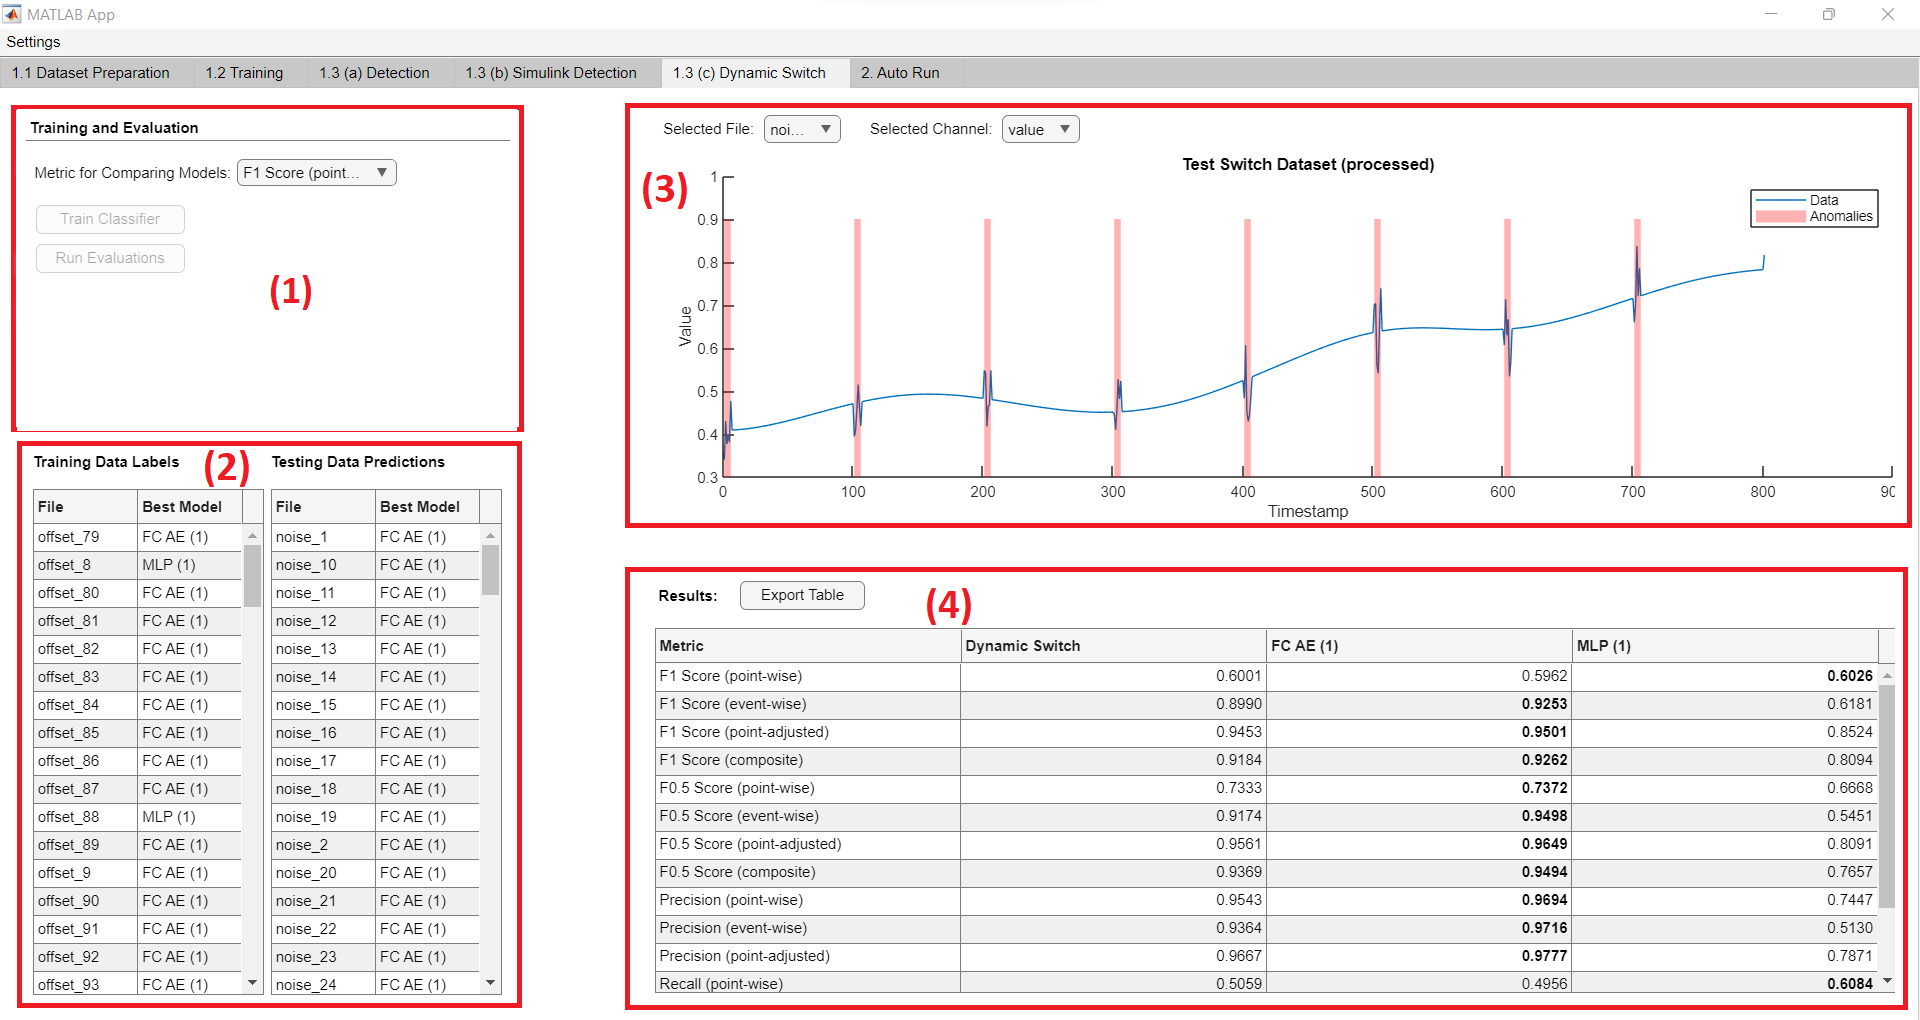 MATLAB App
Settings
1.1 Dataset Preparation 1.2 Training 1.3 (a) Detection 1.3 (b) Simulink Detection 1.3 (c) Dynamic Switch 2. Auto Run
Training and Evaluation
Metric for Comparing Models: F1 Score (point...
Train Classifier
Run Evaluations
(1)
Training Data Labels (2) Testing Data Predictions
File Best Model File Best Model
offset_79 FC AE (1) noise_1 FC AE (1)
offset_8 MLP (1) noise_10 FC AE (1)
offset_80 FC AE (1) noise_11 FC AE (1)
offset_81 FC AE (1) noise_12 FC AE (1)
offset_82 FC AE (1) noise_13 FC AE (1)
offset_83 FC AE (1) noise_14 FC AE (1)
offset_84 FC AE (1) noise_15 FC AE (1)
offset_85 FC AE (1) noise_16 FC AE (1)
offset_86 FC AE (1) noise_17 FC AE (1)
offset_87 FC AE (1) noise_18 FC AE (1)
offset_88 MLP (1) noise_19 FC AE (1)
offset_89 FC AE (1) noise_2 FC AE (1)
offset_9 FC AE (1) noise_20 FC AE (1)
offset_90 FC AE (1) noise_21 FC AE (1)
offset_91 FC AE (1) noise_22 FC AE (1)
offset_92 FC AE (1) noise_23 FC AE (1)
offset_93 FC AE (1) noise_24 FC AE (1)
Selected File: noi... Selected Channel: value
Test Switch Dataset (processed)
(3)
Data
Anomalies
1
0.9
0.8
0.7
0.6
0.5
0.4
0.3
Value
0 100 200 300 400 500 600 700 800 90
Timestamp
Results: Export Table (4)
Metric Dynamic Switch FC AE (1) MLP (1)
F1 Score (point-wise) 0.6001 0.5962 0.6026
F1 Score (event-wise) 0.8990 0.9253 0.6181
F1 Score (point-adjusted) 0.9453 0.9501 0.8524
F1 Score (composite) 0.9184 0.9262 0.8094
F0.5 Score (point-wise) 0.7333 0.7372 0.6668
F0.5 Score (event-wise) 0.9174 0.9498 0.5451
F0.5 Score (point-adjusted) 0.9561 0.9649 0.8091
F0.5 Score (composite) 0.9369 0.9494 0.7657
Precision (point-wise) 0.9543 0.9694 0.7447
Precision (event-wise) 0.9364 0.9716 0.5130
Precision (point-adjusted) 0.9667 0.9777 0.7871
Recall (point-wise) 0.5059 0.4956 0.6084